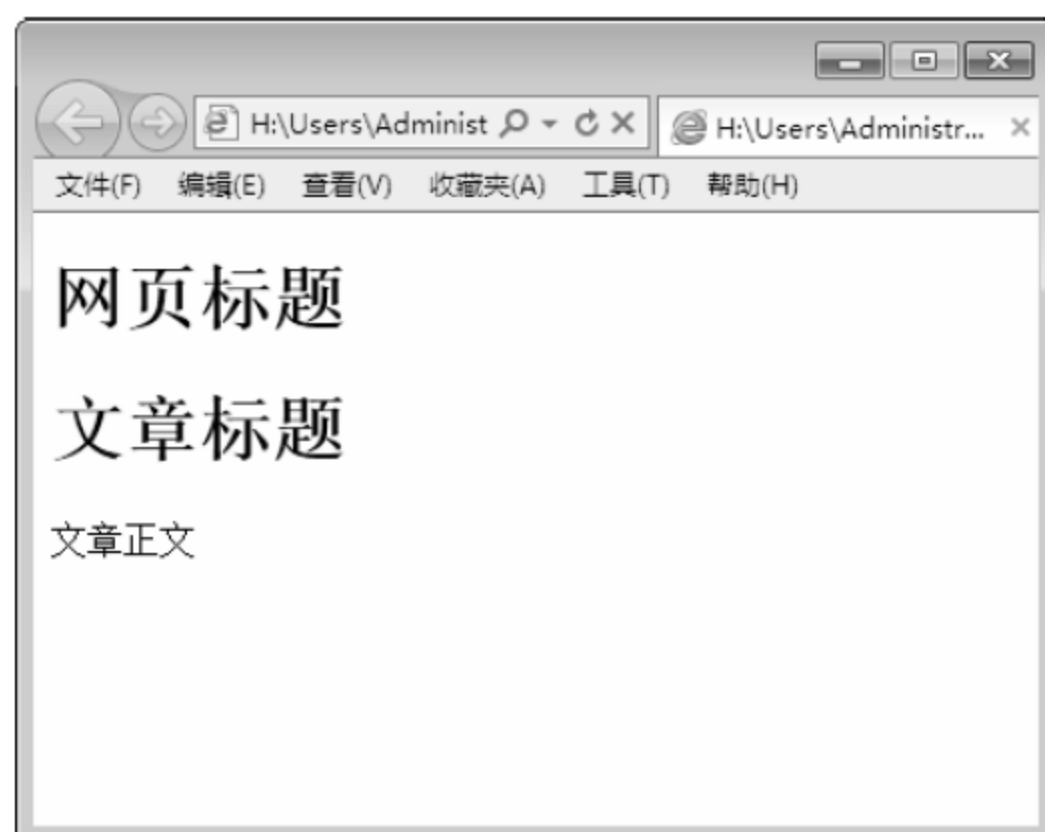 H:\Users\Administ
H:\Users\Administr...
文件(F) 编辑(E) 查看(V) 收藏夹(A) 工具(T) 帮助(H)
网页标题
文章标题
文章正文